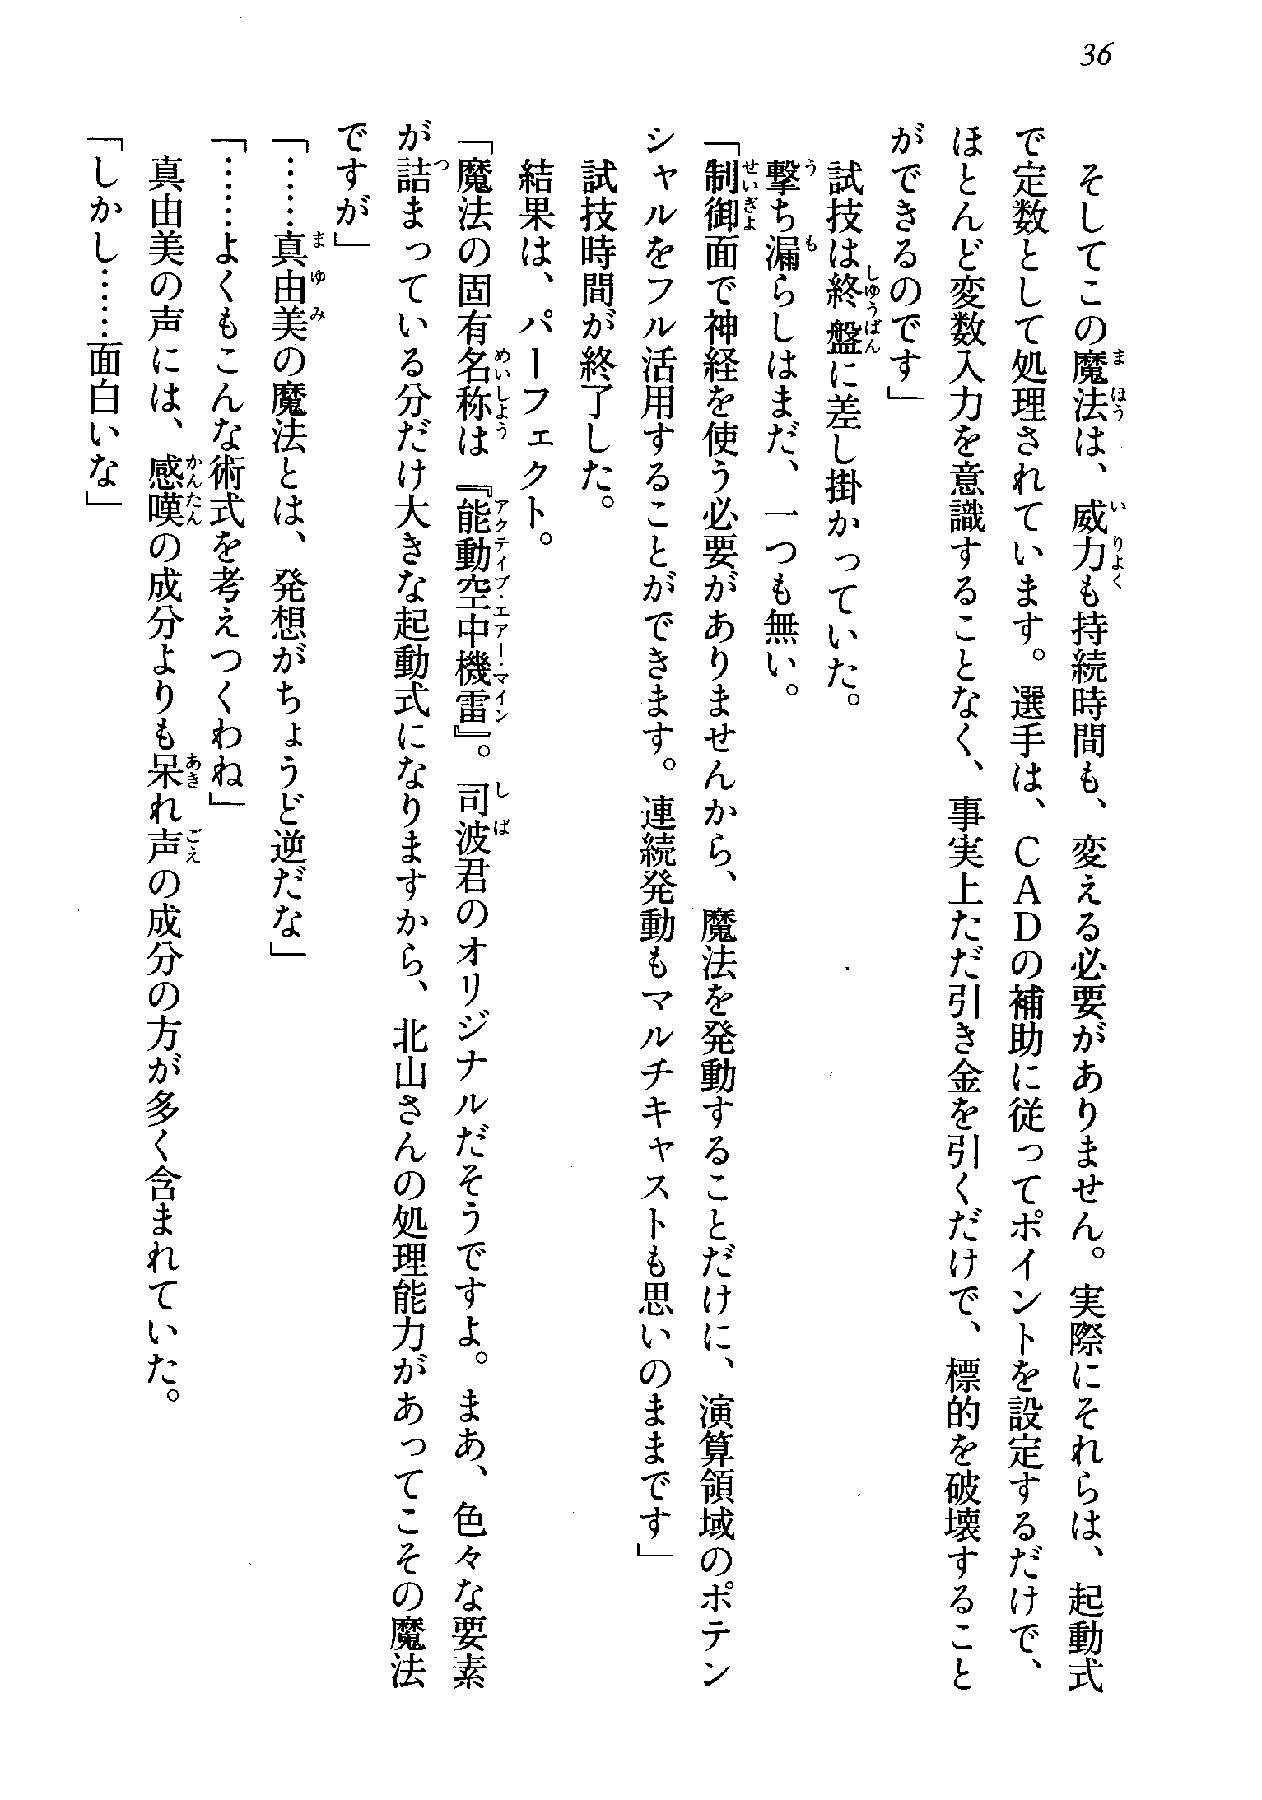 36
そしてこの魔法は、威力も持続時間も、変える必要がありません。実際にそれらは、起動式
で定数として処理されています。選手は、ＣＡＤの補助に従ってポイントを設定するだけで、
ほとんど変数入力を意識することなく、事実上ただ引き金を引くだけで、標的を破壊すること
ができるのです」
試技は終盤に差し掛かっていた。
撃ち漏らしはまだ、一つも無い。
「制御面で神経を使う必要がありませんから、魔法を発動することだけに、演算領域のポテン
シャルをフル活用することができます。連続発動もマルチキャストも思いのままです」
試技時間が終了した。
結果は、パーフェクト。
「魔法の固有名称は『能動空中機雷』。司波君のオリジナルだそうですよ。まあ、色々な要素
が詰まっている分だけ大きな起動式になりますから、北山さんの処理能力があってこその魔法
ですが」
「……真由美の魔法とは、発想がちょうど逆だな」
「……よくもこんな術式を考えつくわね」
真由美の声には、感嘆の成分よりも呆れ声の成分の方が多く含まれていた。
「しかし……面白いな」